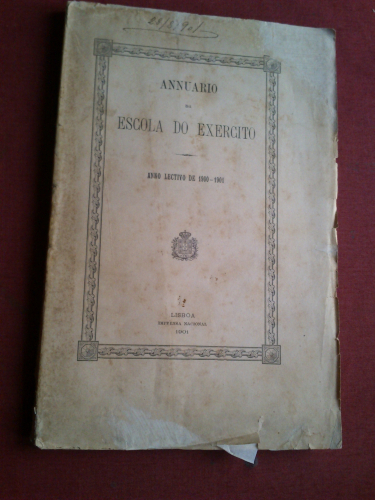 ANNUARIO
DA
ESCOLA DO EXERCITO
ANNO LECTIVO DE 1900-1901
LISBOA
IMPRENSA NACIONAL
1901